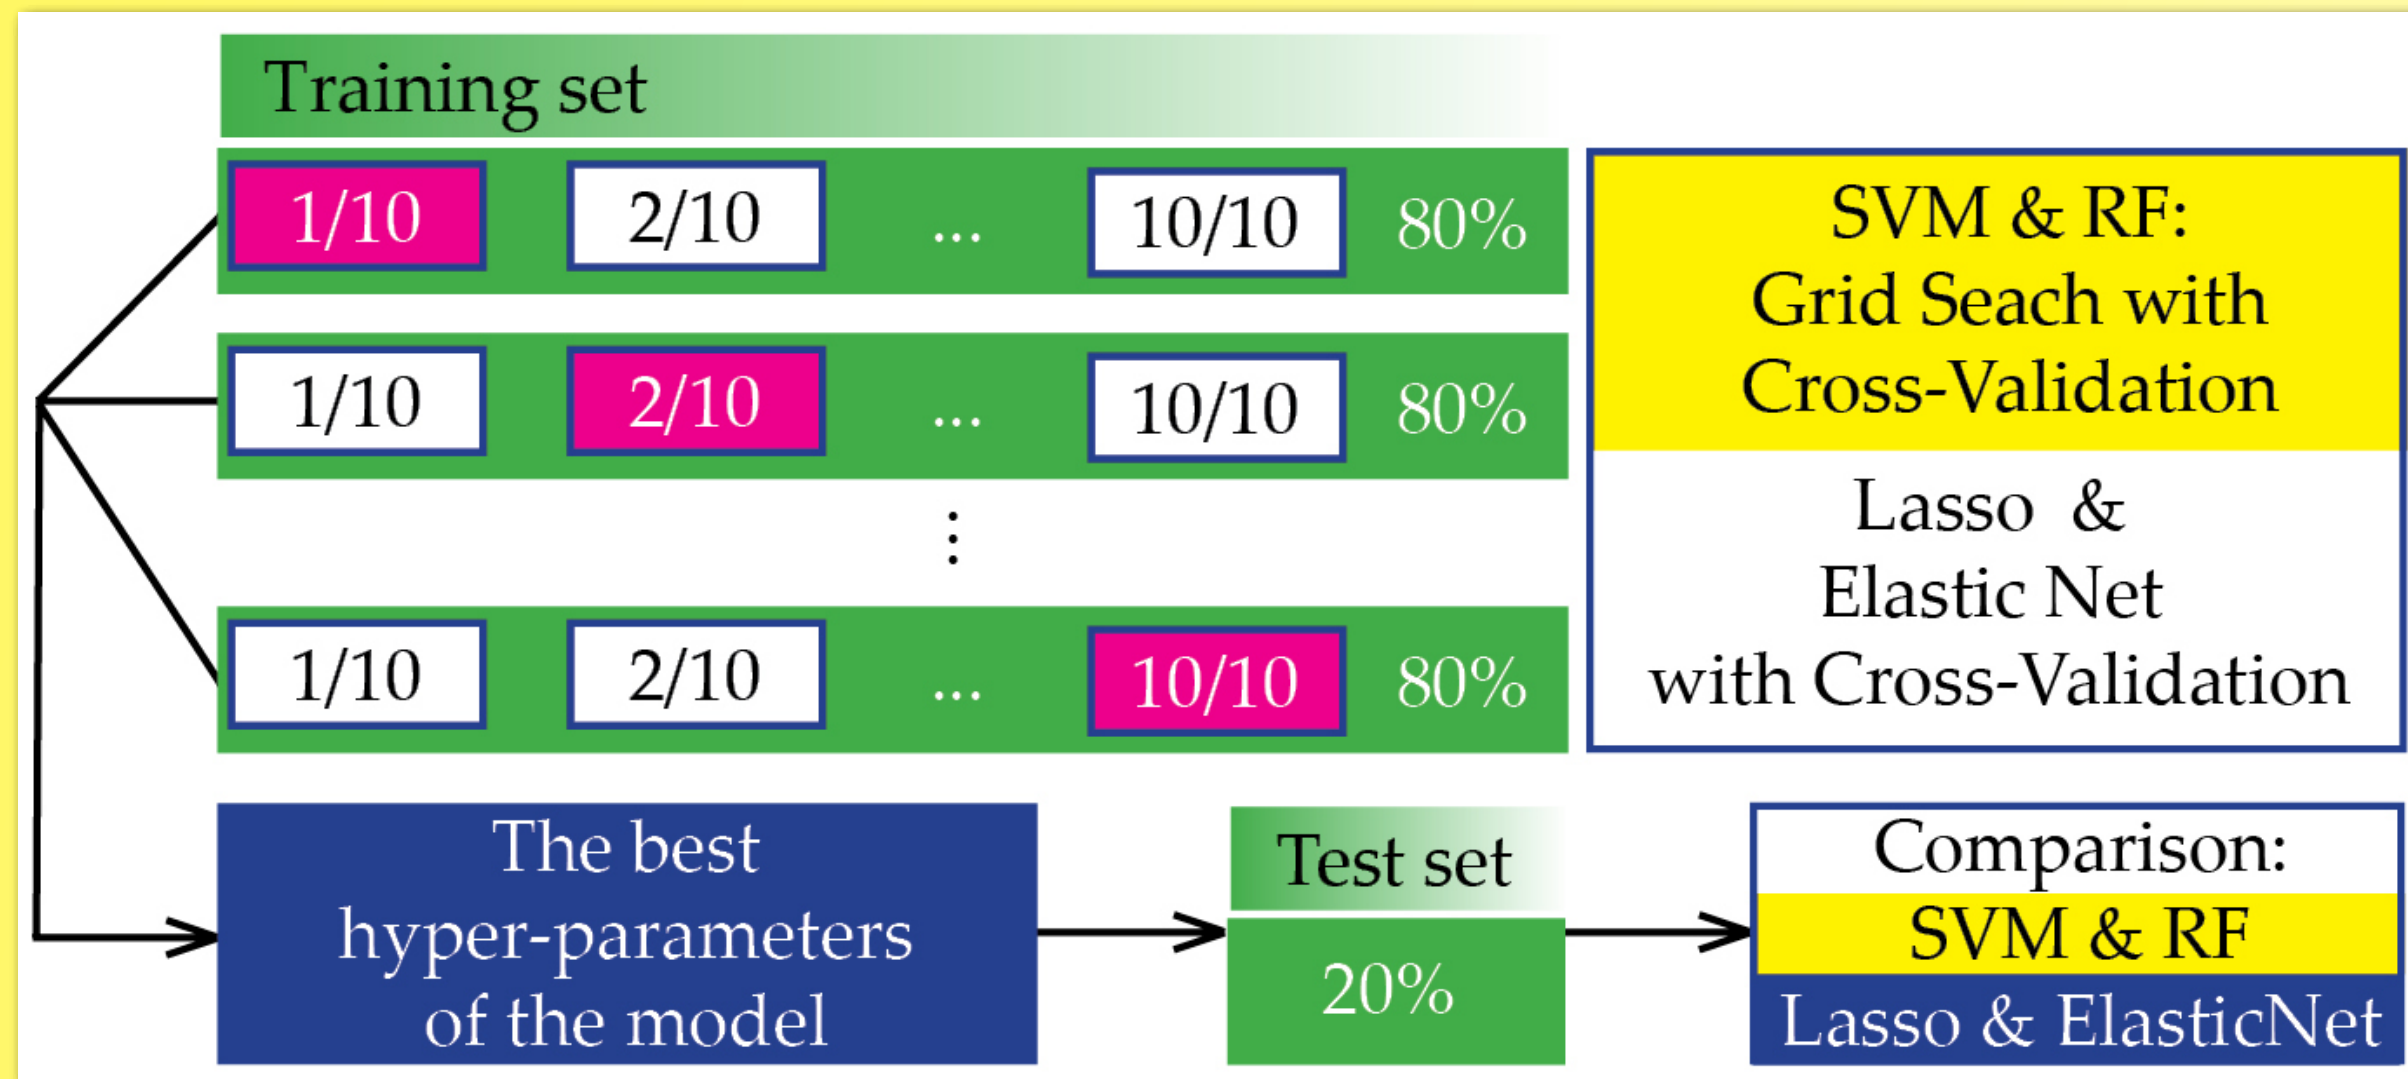 Training set
1/10 2/10 ... 10/10 80%
1/10 2/10 ... 10/10 80%
⋮
1/10 2/10 ... 10/10 80%
SVM & RF:
Grid Seach with
Cross-Validation
Lasso &
Elastic Net
with Cross-Validation
The best
hyper-parameters
of the model
Test set
20%
Comparison:
SVM & RF
Lasso & ElasticNet